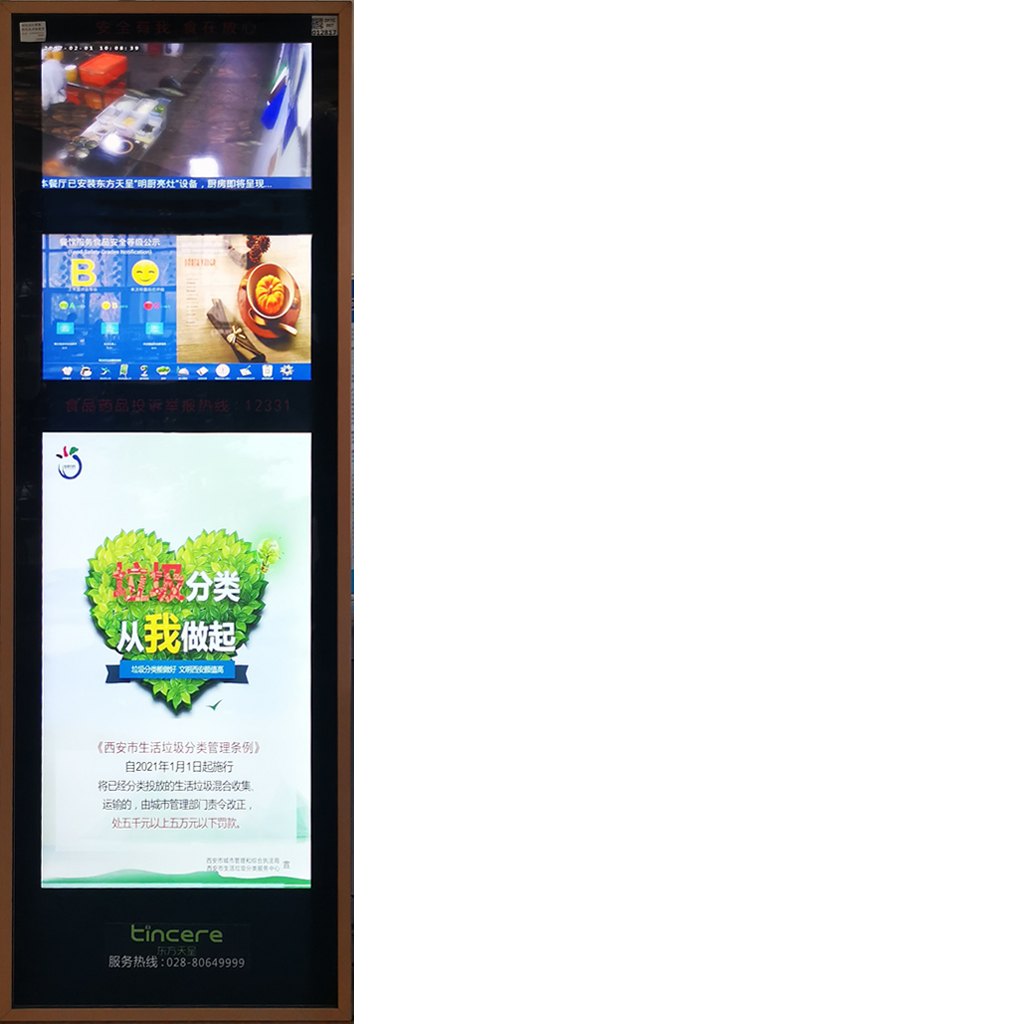 安全有我 食在放心
012837
10:08:39
本餐厅已安装东方天呈“明厨亮灶”设备，厨房即将呈现...
餐饮服务食品安全等级公示
(Food Safety Grades Notification)
B
A
B
食品药品投诉举报热线：12331
垃圾分类
从我做起
垃圾分类能做好 文明西安颜值高
《西安市生活垃圾分类管理条例》
自2021年1月1日起施行
将已经分类投放的生活垃圾混合收集、
运输的，由城市管理部门责令改正，
处五千元以上五万元以下罚款。
西安市城市管理和综合执法局
西安市生活垃圾分类服务中心 宣
tincere
东方天呈
服务热线：028-80649999